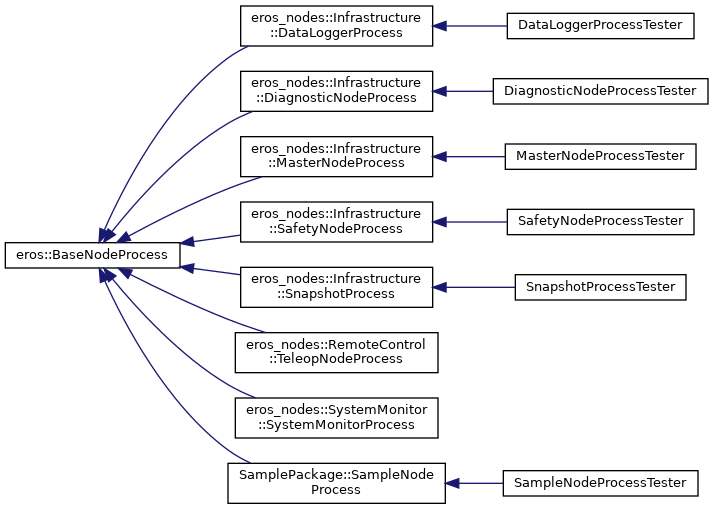 eros_nodes::Infrastructure
::DataLoggerProcess
DataLoggerProcessTester
eros_nodes::Infrastructure
::DiagnosticNodeProcess
DiagnosticNodeProcessTester
eros_nodes::Infrastructure
::MasterNodeProcess
MasterNodeProcessTester
eros_nodes::Infrastructure
::SafetyNodeProcess
SafetyNodeProcessTester
eros::BaseNodeProcess
eros_nodes::Infrastructure
::SnapshotProcess
SnapshotProcessTester
eros_nodes::RemoteControl
::TeleopNodeProcess
eros_nodes::SystemMonitor
::SystemMonitorProcess
SamplePackage::SampleNode
Process
SampleNodeProcessTester